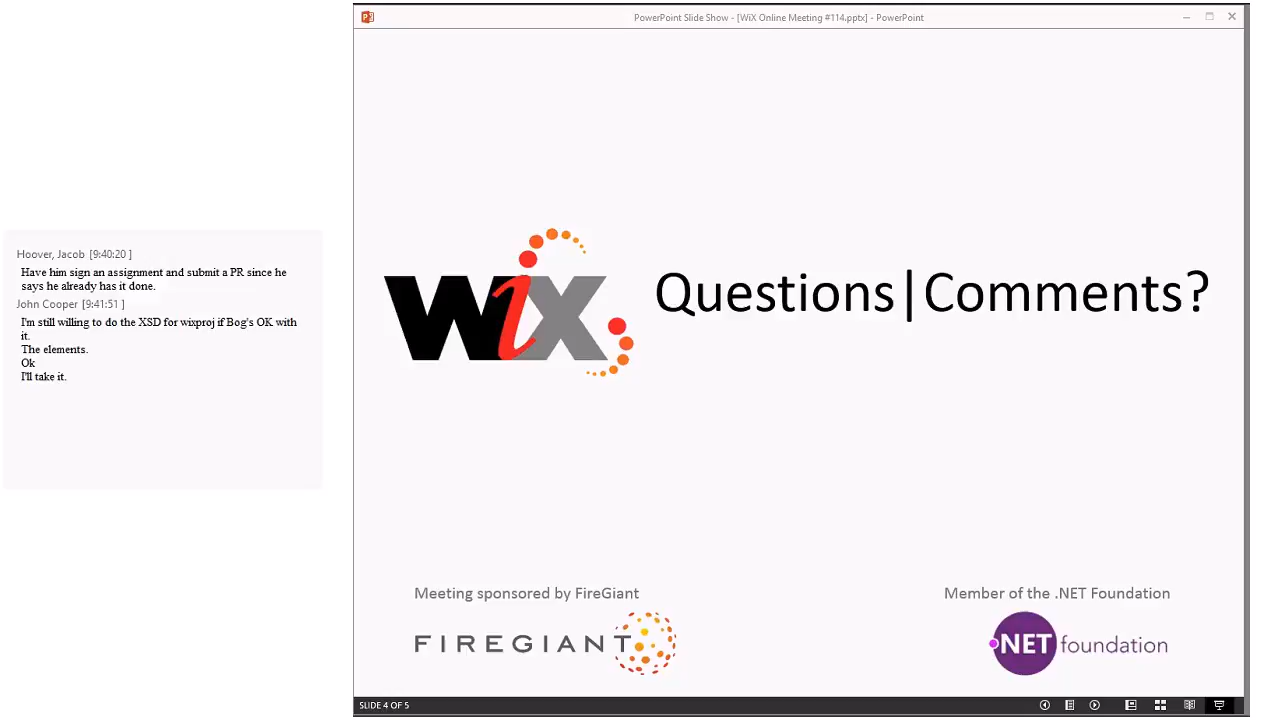 PowerPoint Slide Show - [WiX Online Meeting #114.pptx] - PowerPoint
Hoover, Jacob [9:40:20 ]
Have him sign an assignment and submit a PR since he
says he already has it done.
John Cooper [9:41:51 ]
I'm still willing to do the XSD for wixproj if Bog's OK with
it.
The elements.
Ok
I'll take it.
WiX
Questions|Comments?
Meeting sponsored by FireGiant
FIREGIANT
Member of the .NET Foundation
.NET foundation
SLIDE 4 OF 5